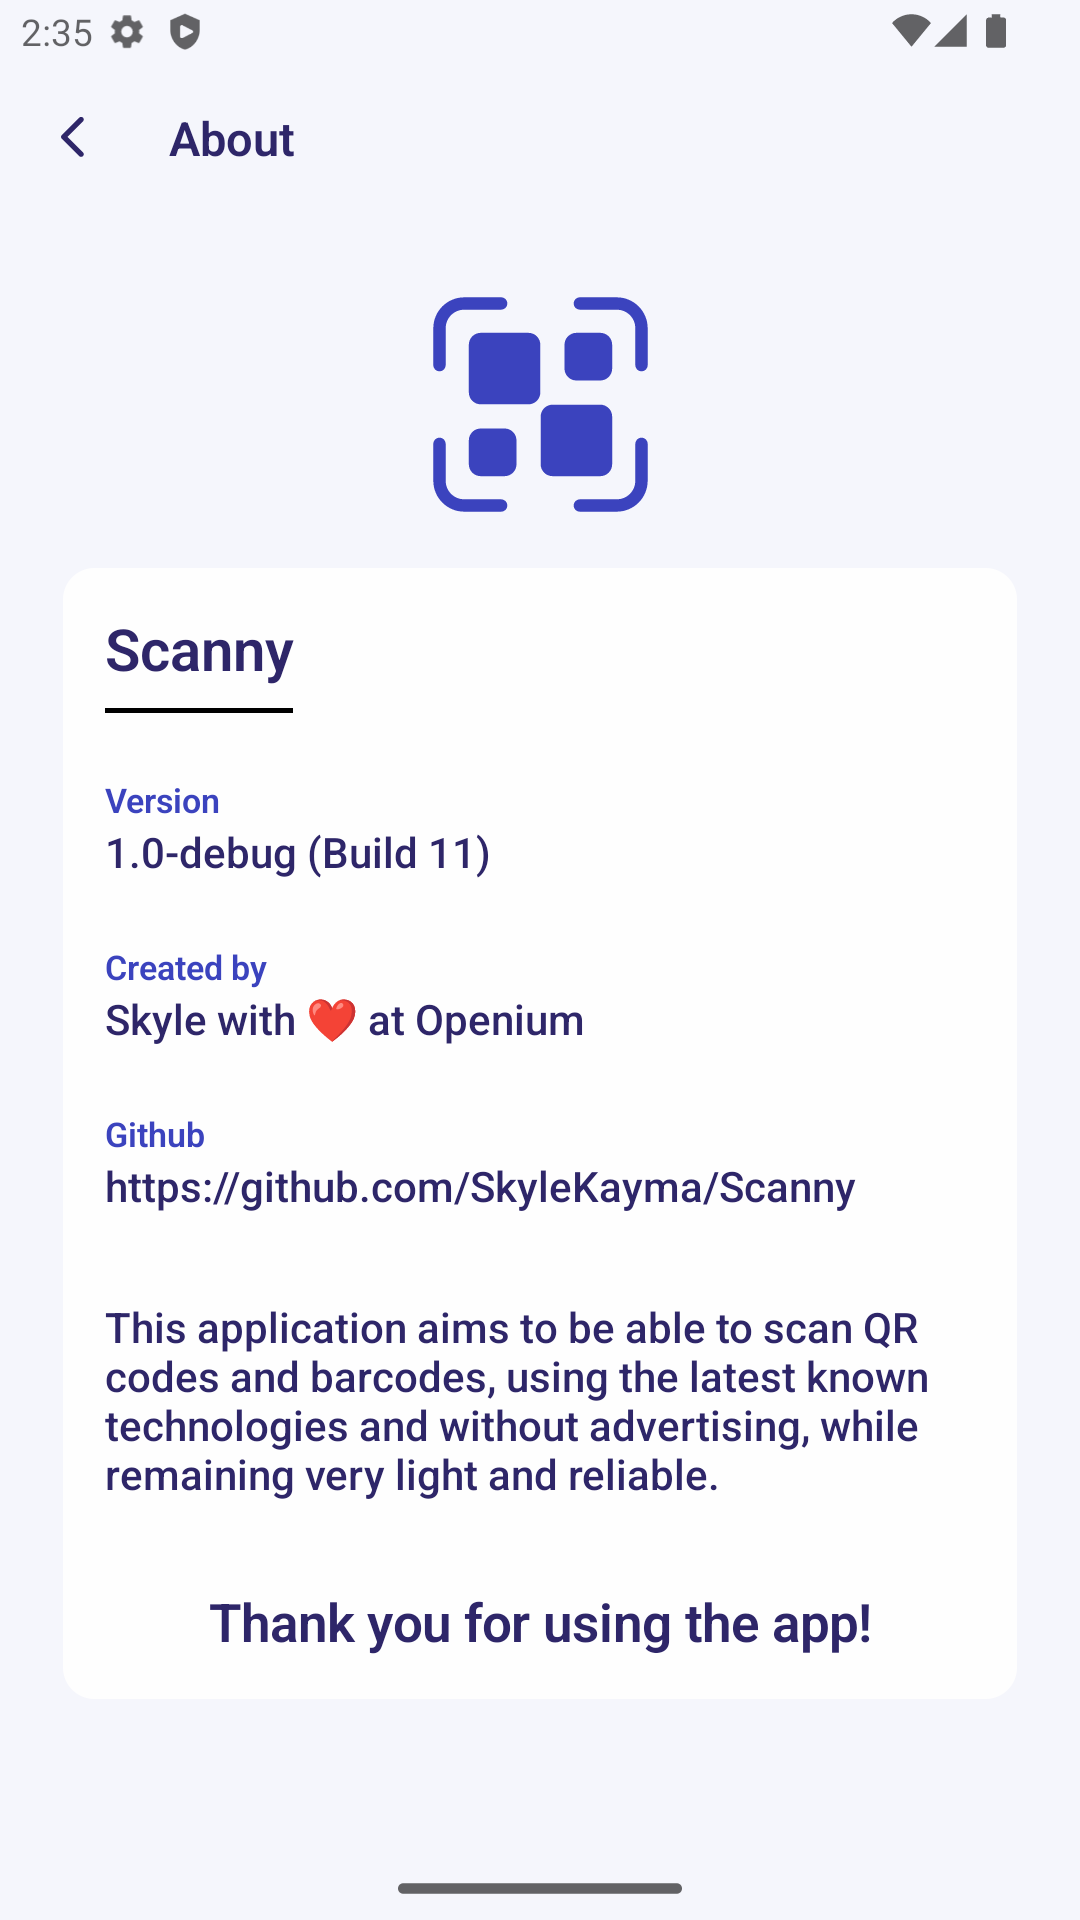 2:35
About
Scanny
Version
1.0-debug (Build 11)
Created by
Skyle with ❤️ at Openium
Github
https://github.com/SkyleKayma/Scanny
This application aims to be able to scan QR
codes and barcodes, using the latest known
technologies and without advertising, while
remaining very light and reliable.
Thank you for using the app!